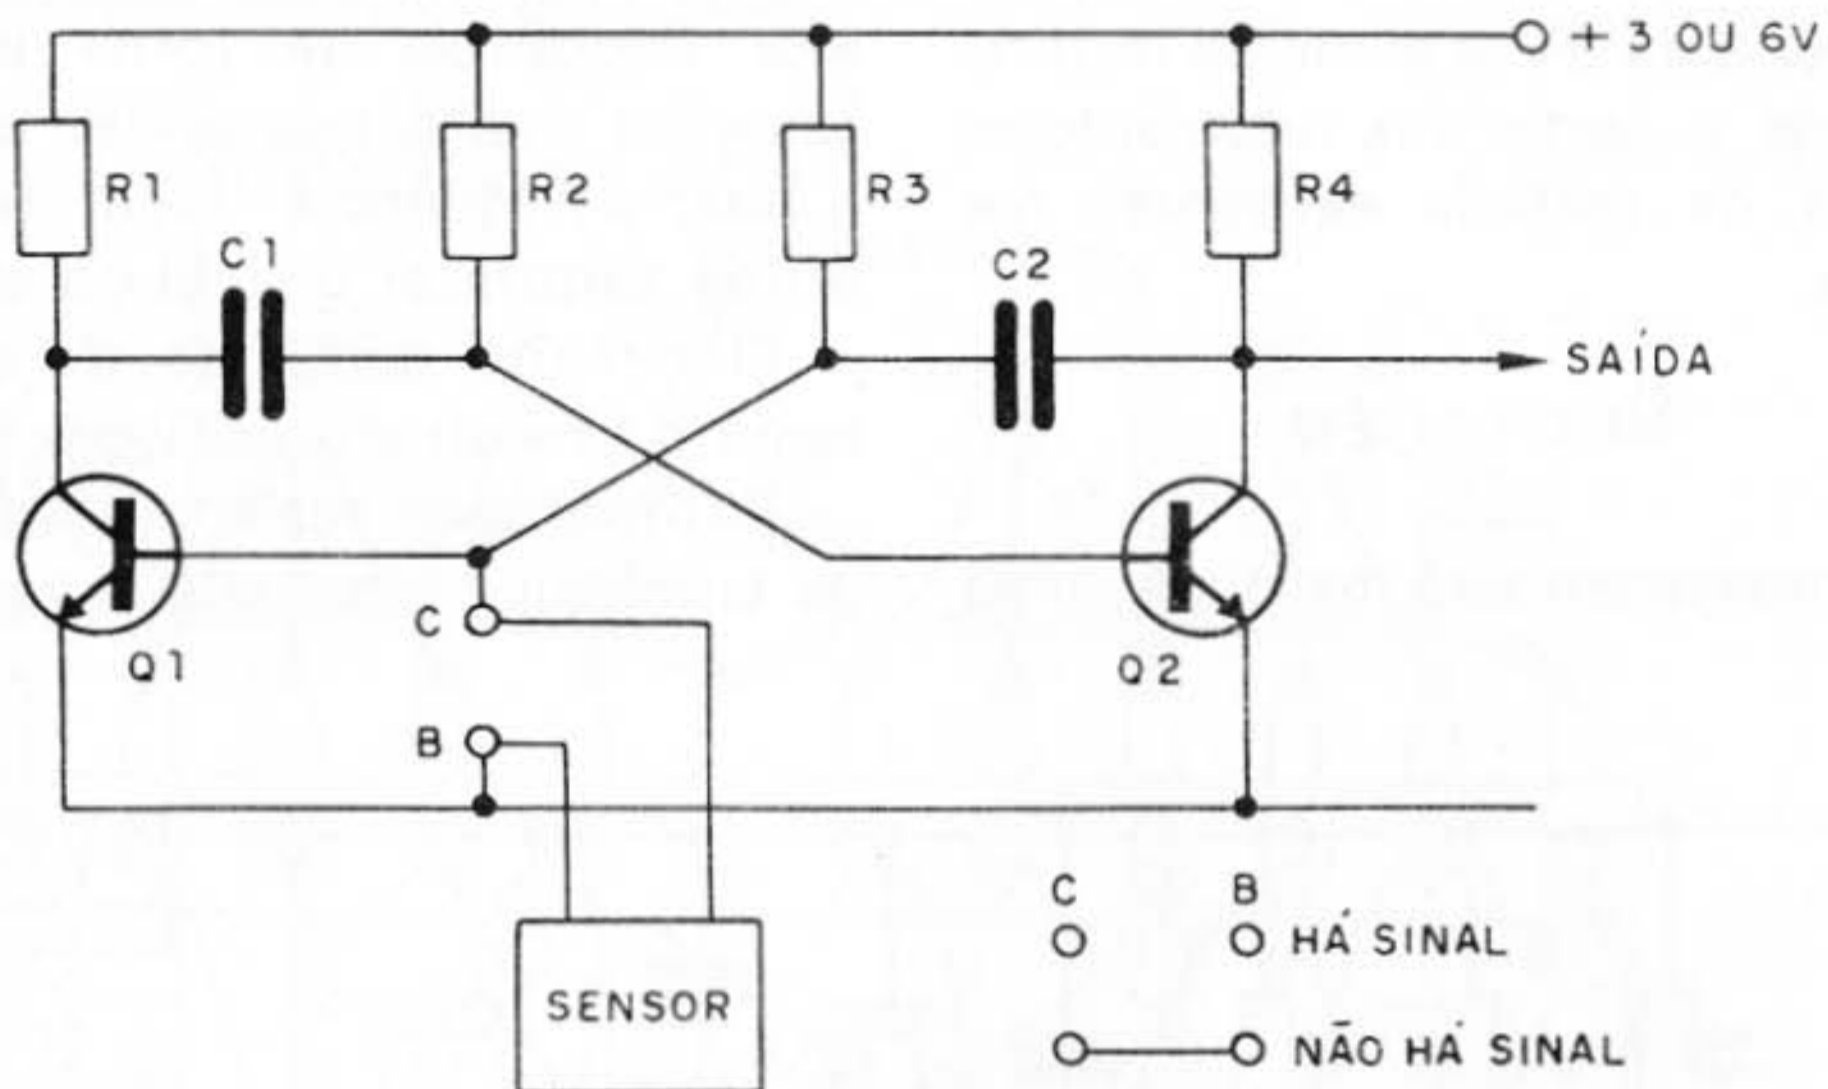 + 3 OU 6V
R1
R2
R3
R4
C1
C2
SAÍDA
Q1
C
Q2
B
C B
HÁ SINAL
SENSOR
NÃO HÁ SINAL